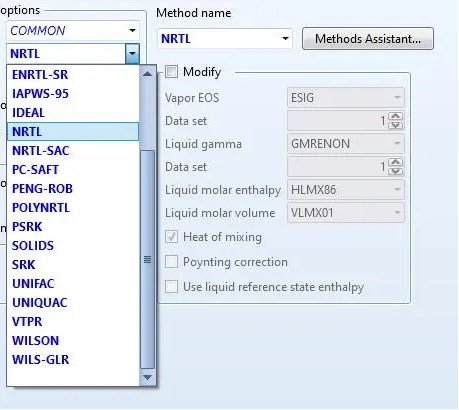 options
Method name
COMMON
NRTL
NRTL
Methods Assistant...
ENRTL-SR
IAPWS-95
IDEAL
NRTL
NRTL-SAC
PC-SAFT
PENG-ROB
POLYNRTL
PSRK
SOLIDS
SRK
UNIFAC
UNIQUAC
VTPR
WILSON
WILS-GLR
Modify
Vapor EOS
ESIG
Data set
1
Liquid gamma
GMRENON
Data set
1
Liquid molar enthalpy
HLMX86
Liquid molar volume
VLMX01
Heat of mixing
Poynting correction
Use liquid reference state enthalpy